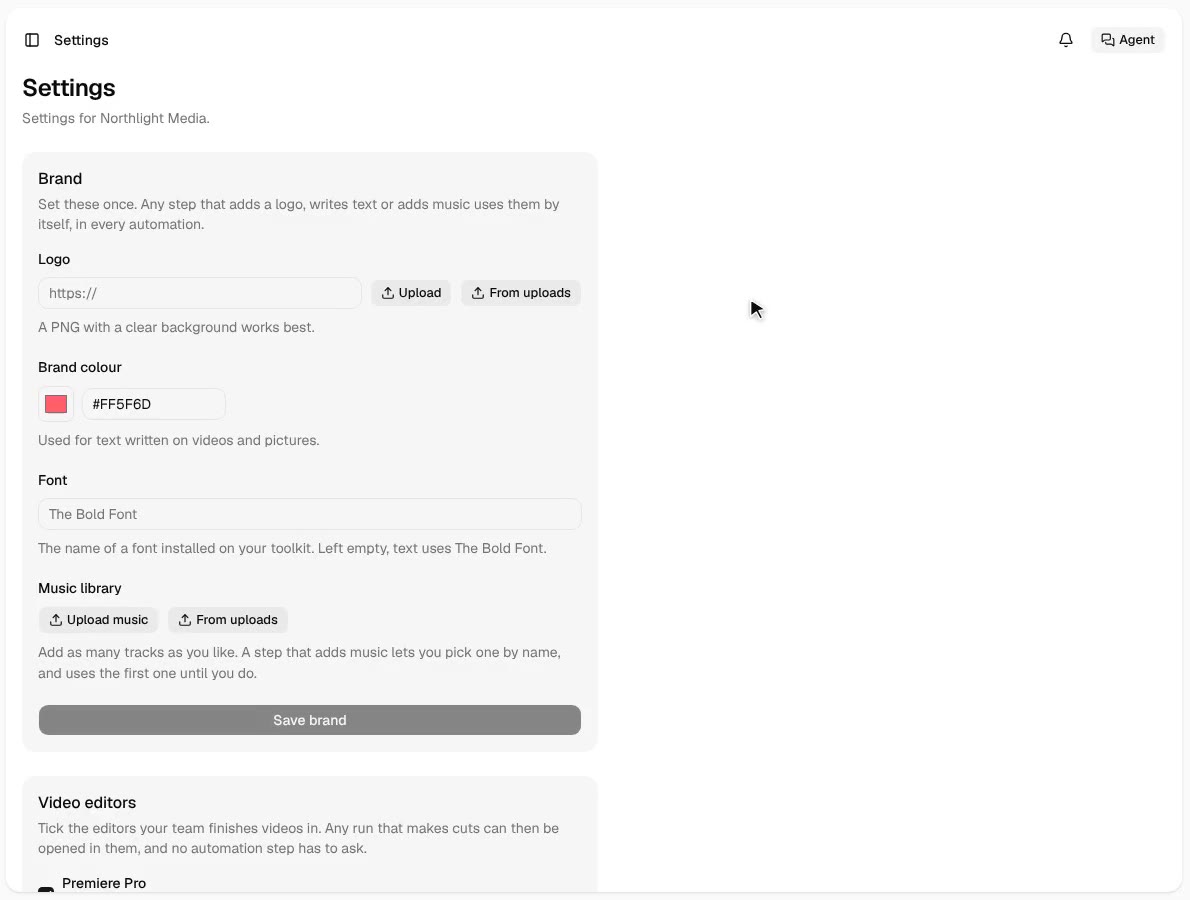 Settings
Agent
Settings
Settings for Northlight Media.
Brand
Set these once. Any step that adds a logo, writes text or adds music uses them by
itself, in every automation.
Logo
https://
Upload
From uploads
A PNG with a clear background works best.
Brand colour
#FF5F6D
Used for text written on videos and pictures.
Font
The Bold Font
The name of a font installed on your toolkit. Left empty, text uses The Bold Font.
Music library
Upload music
From uploads
Add as many tracks as you like. A step that adds music lets you pick one by name,
and uses the first one until you do.
Save brand
Video editors
Tick the editors your team finishes videos in. Any run that makes cuts can then be
opened in them, and no automation step has to ask.
Premiere Pro